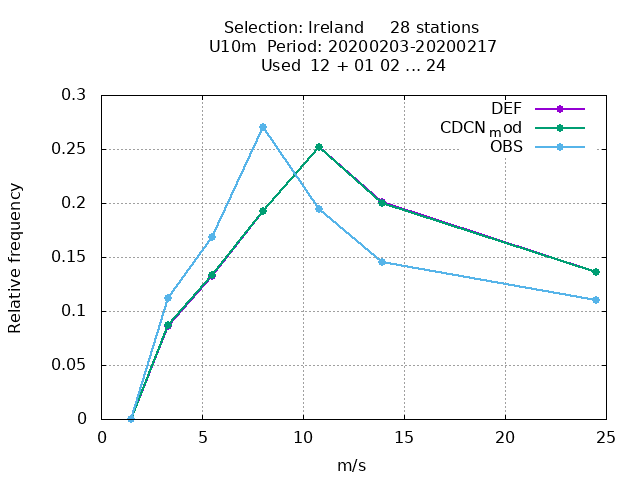 Selection: Ireland     28 stations
U10m  Period: 20200203-20200217
Used  12 + 01 02 ... 24
DEF
CDCNmod
OBS
0.3
0.25
0.2
0.15
0.1
0.05
0
Relative frequency
0 5 10 15 20 25
m/s